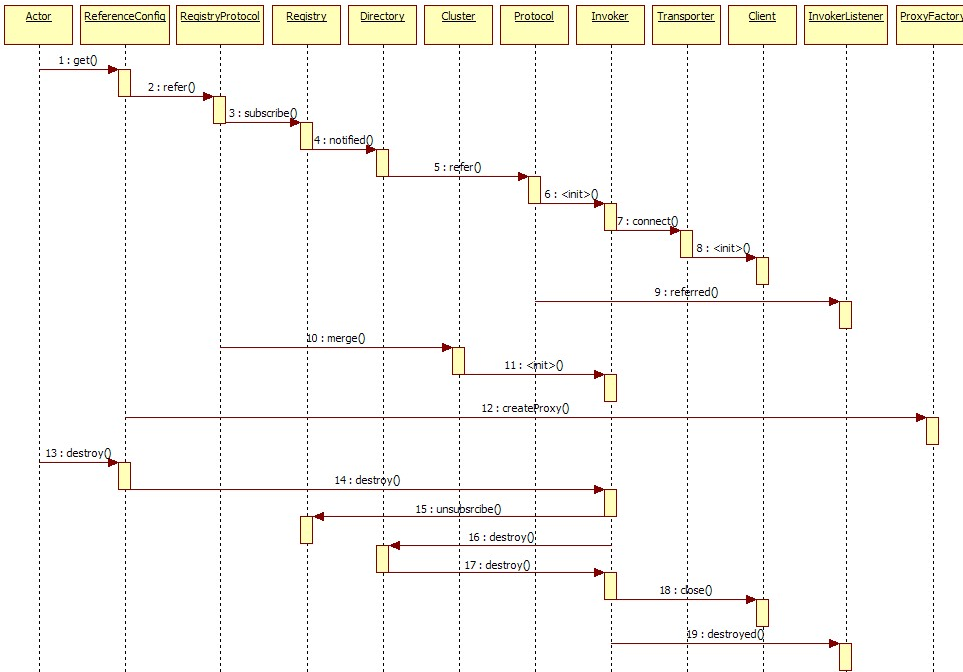 Actor ReferenceConfig RegistryProtocol Registry Directory Cluster Protocol Invoker Transporter Client InvokerListener ProxyFactory
1 : get()
2 : refer()
3 : subscribe()
4 : notified()
5 : refer()
6 : <init>()
7 : connect()
8 : <init>()
9 : referred()
10 : merge()
11 : <init>()
12 : createProxy()
13 : destroy()
14 : destroy()
15 : unsubsrcibe()
16 : destroy()
17 : destroy()
18 : close()
19 : destroyed()